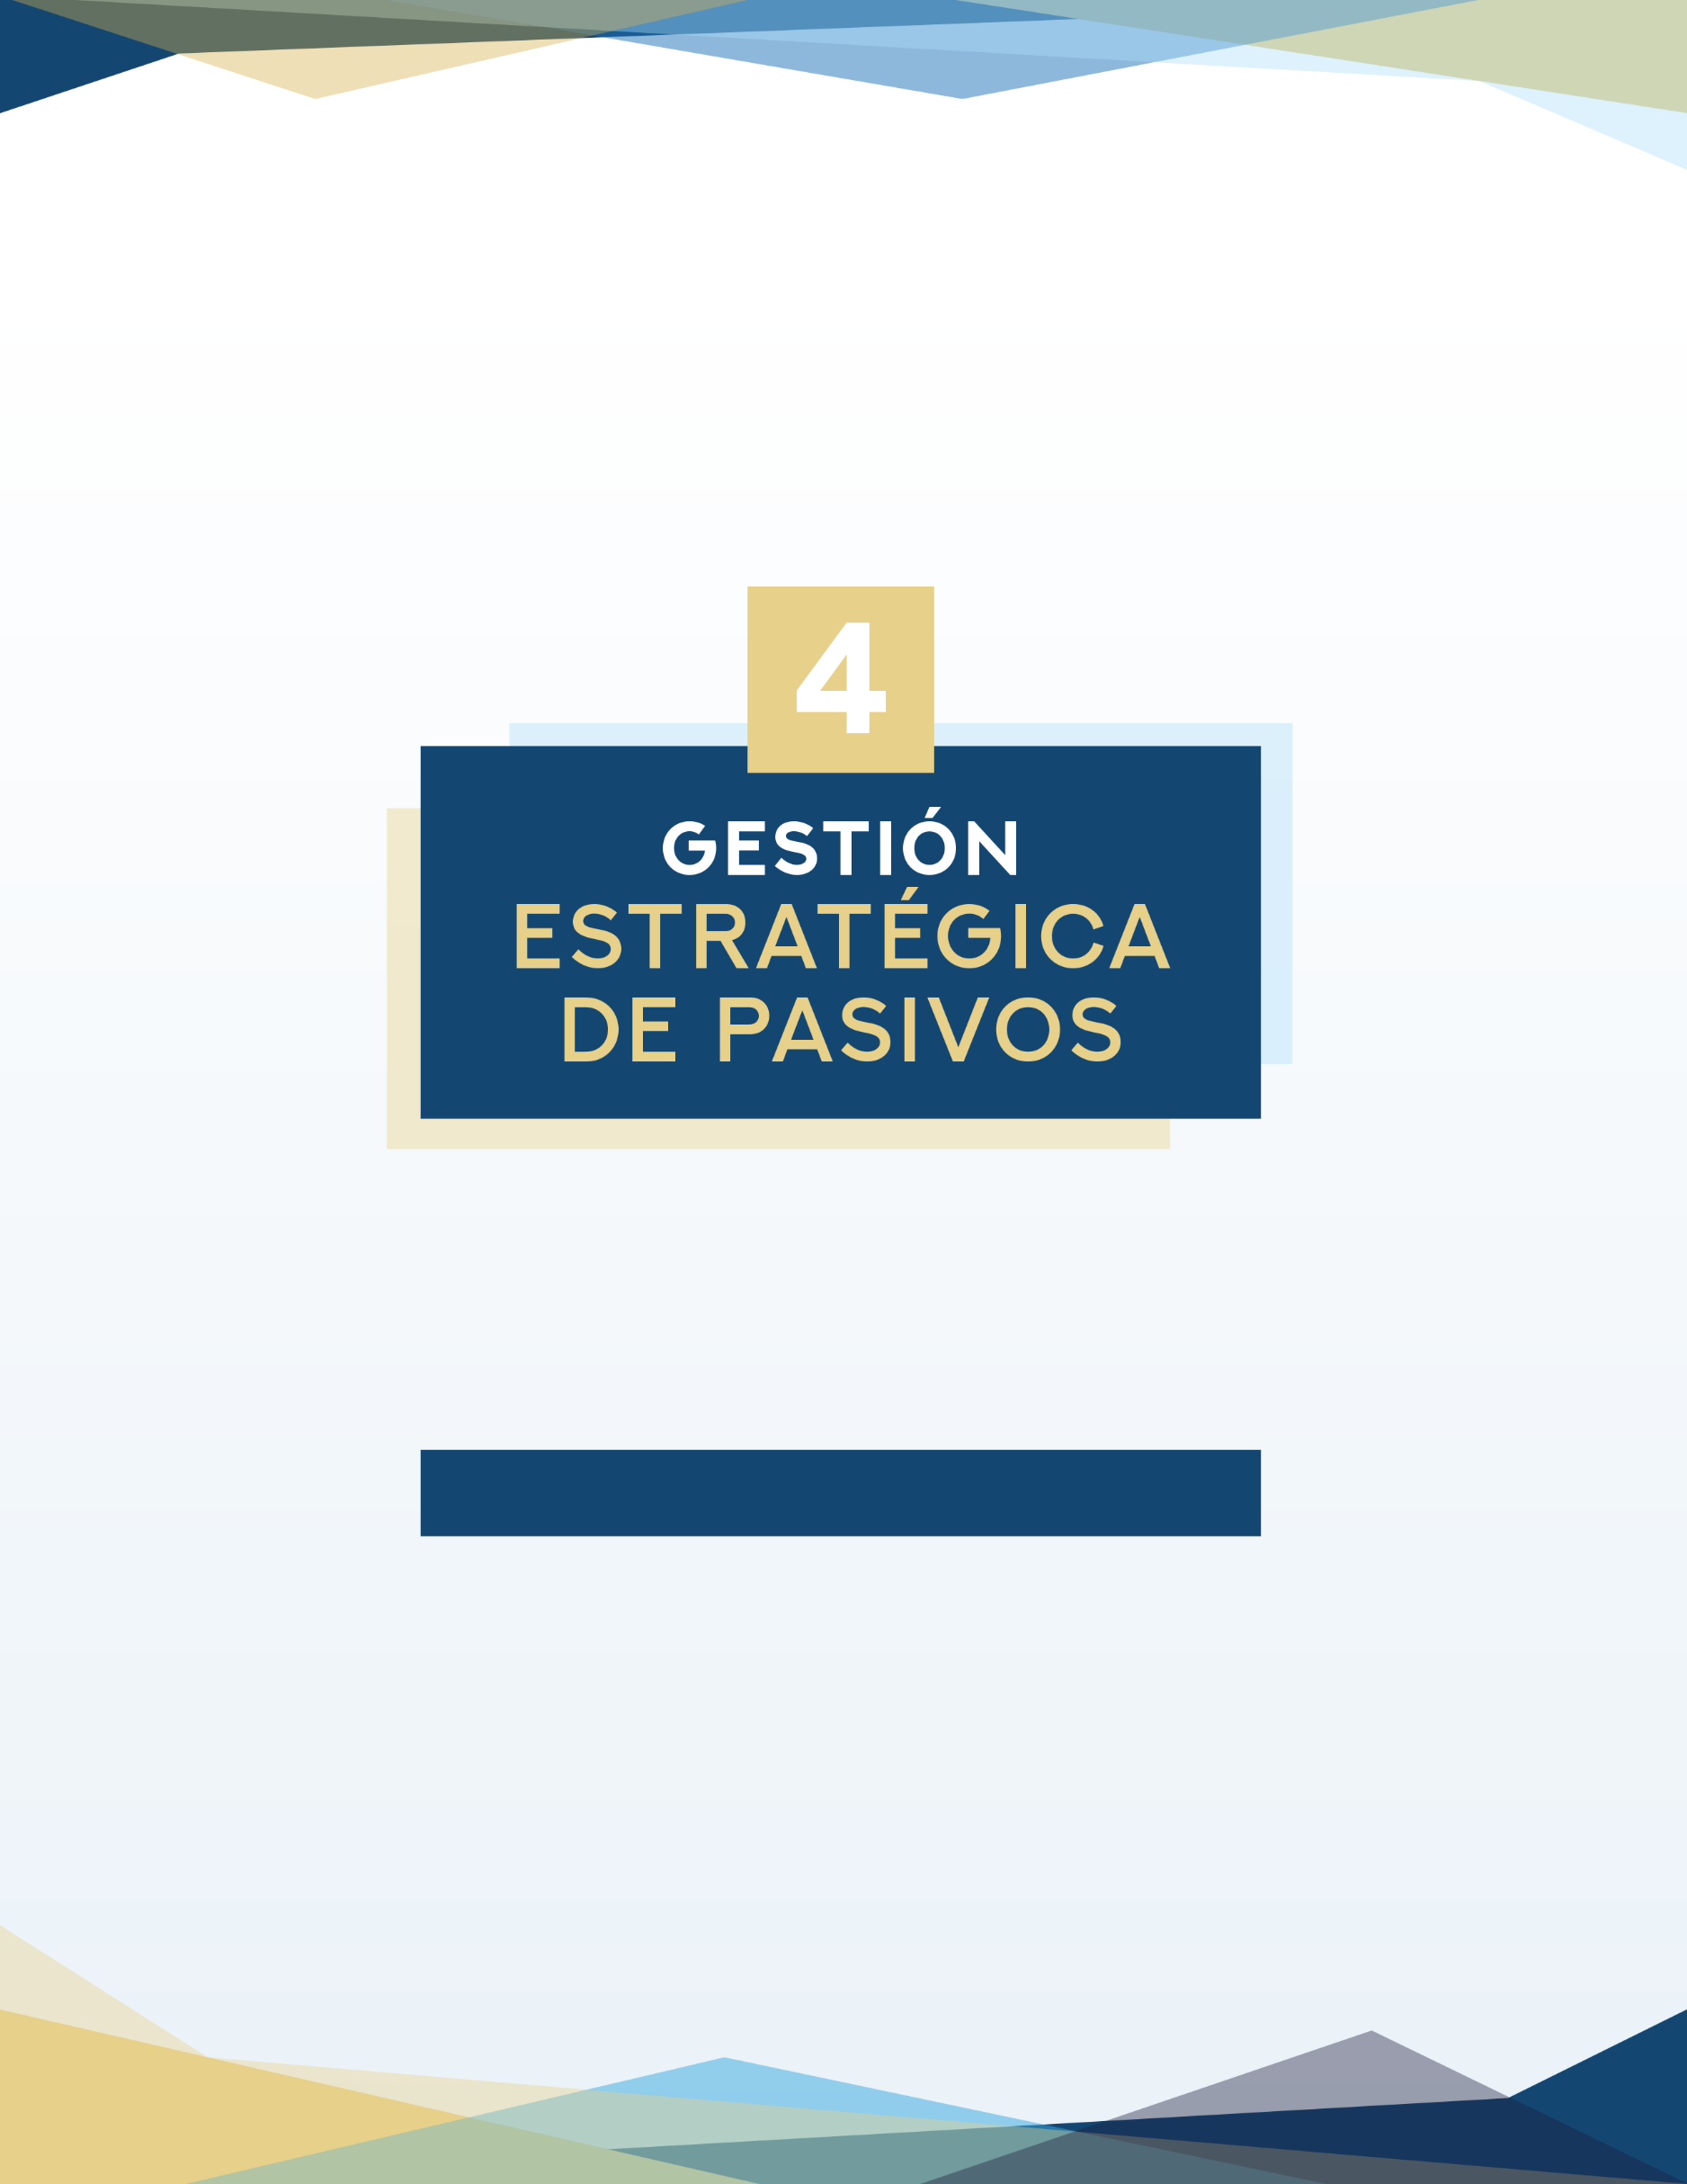 4
GESTIÓN
ESTRATÉGICA
DE PASIVOS